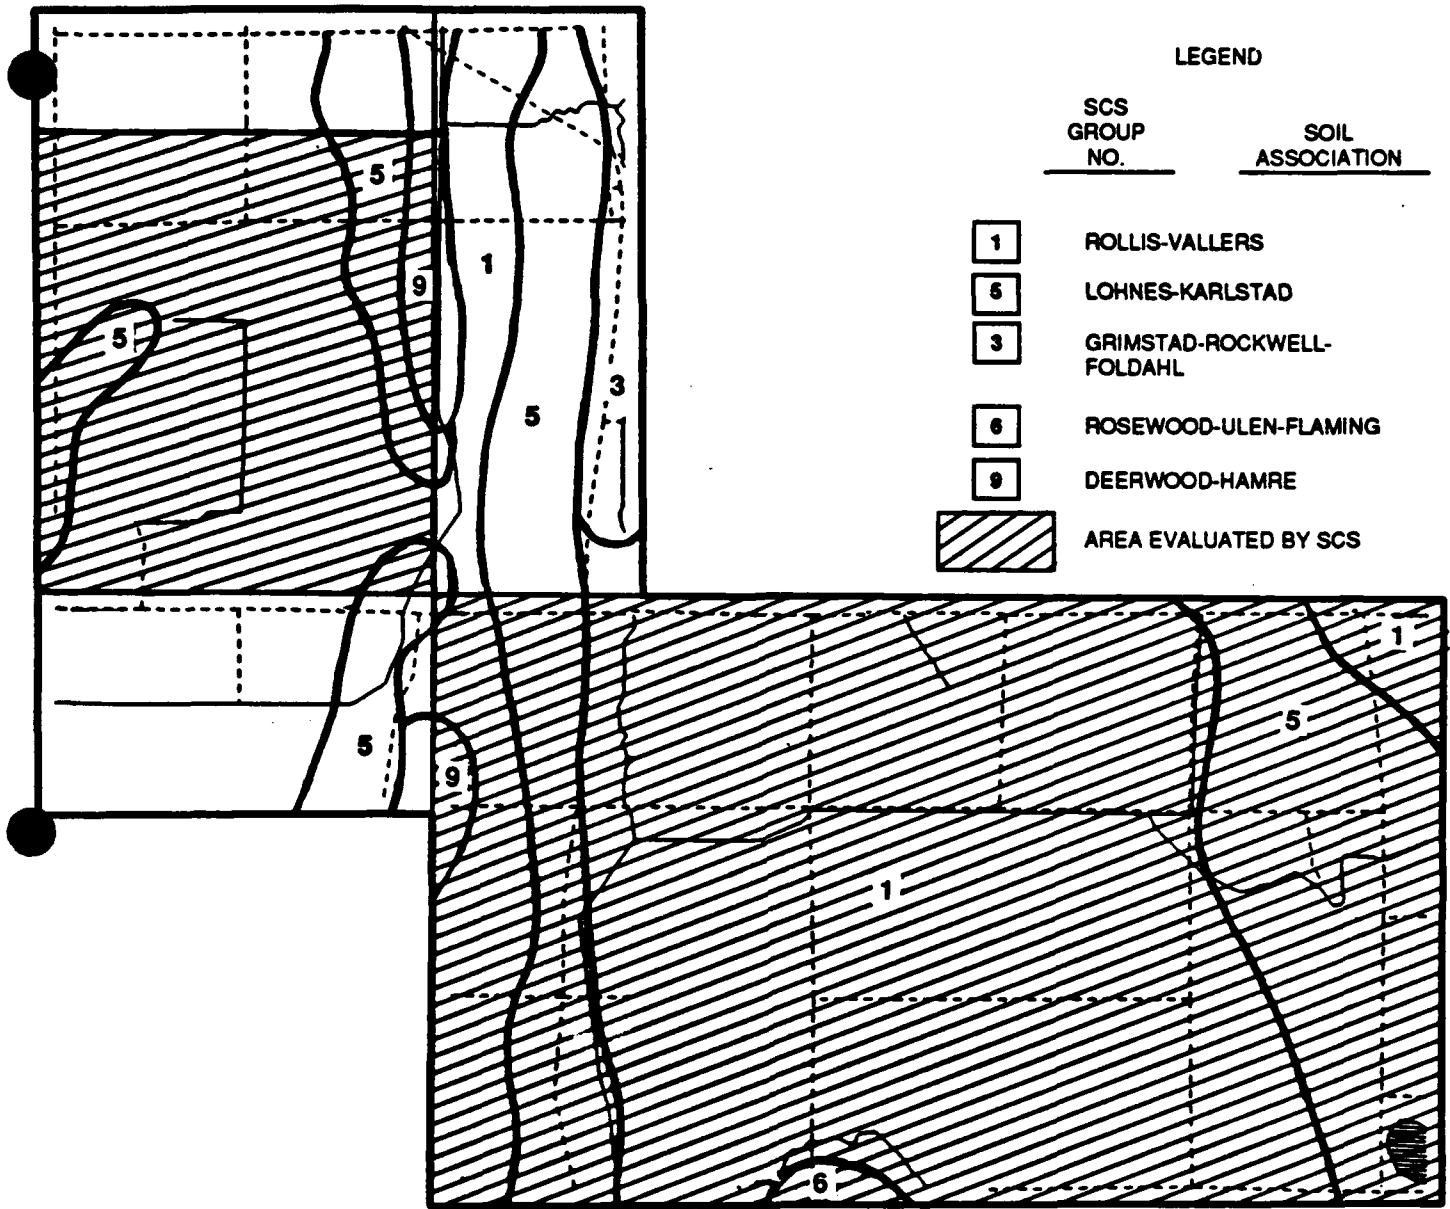 LEGEND
SCS
GROUP
NO.
SOIL
ASSOCIATION
1 ROLLIS-VALLERS
5 LOHNES-KARLSTAD
3 GRIMSTAD-ROCKWELL-
FOLDAHL
6 ROSEWOOD-ULEN-FLAMING
9 DEERWOOD-HAMRE
AREA EVALUATED BY SCS
5
1
9
5
3
5
1
5
5
9
1
6